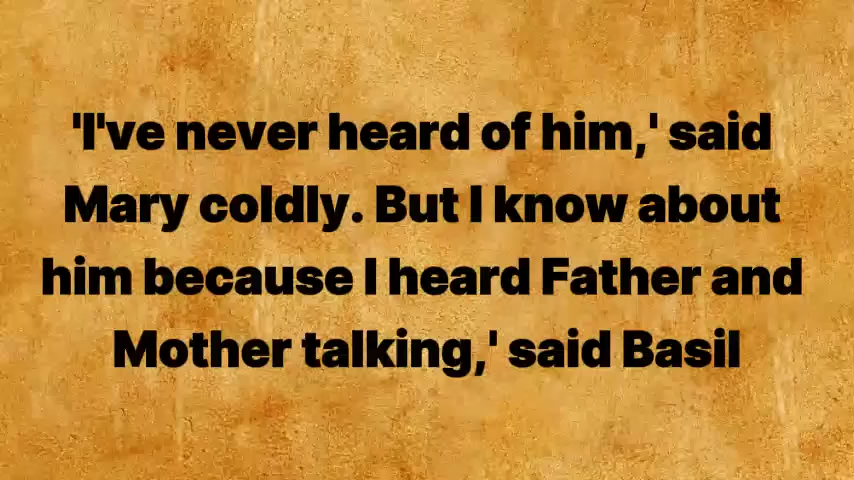 'I've never heard of him,' said
Mary coldly. But I know about
him because I heard Father and
Mother talking,' said Basil